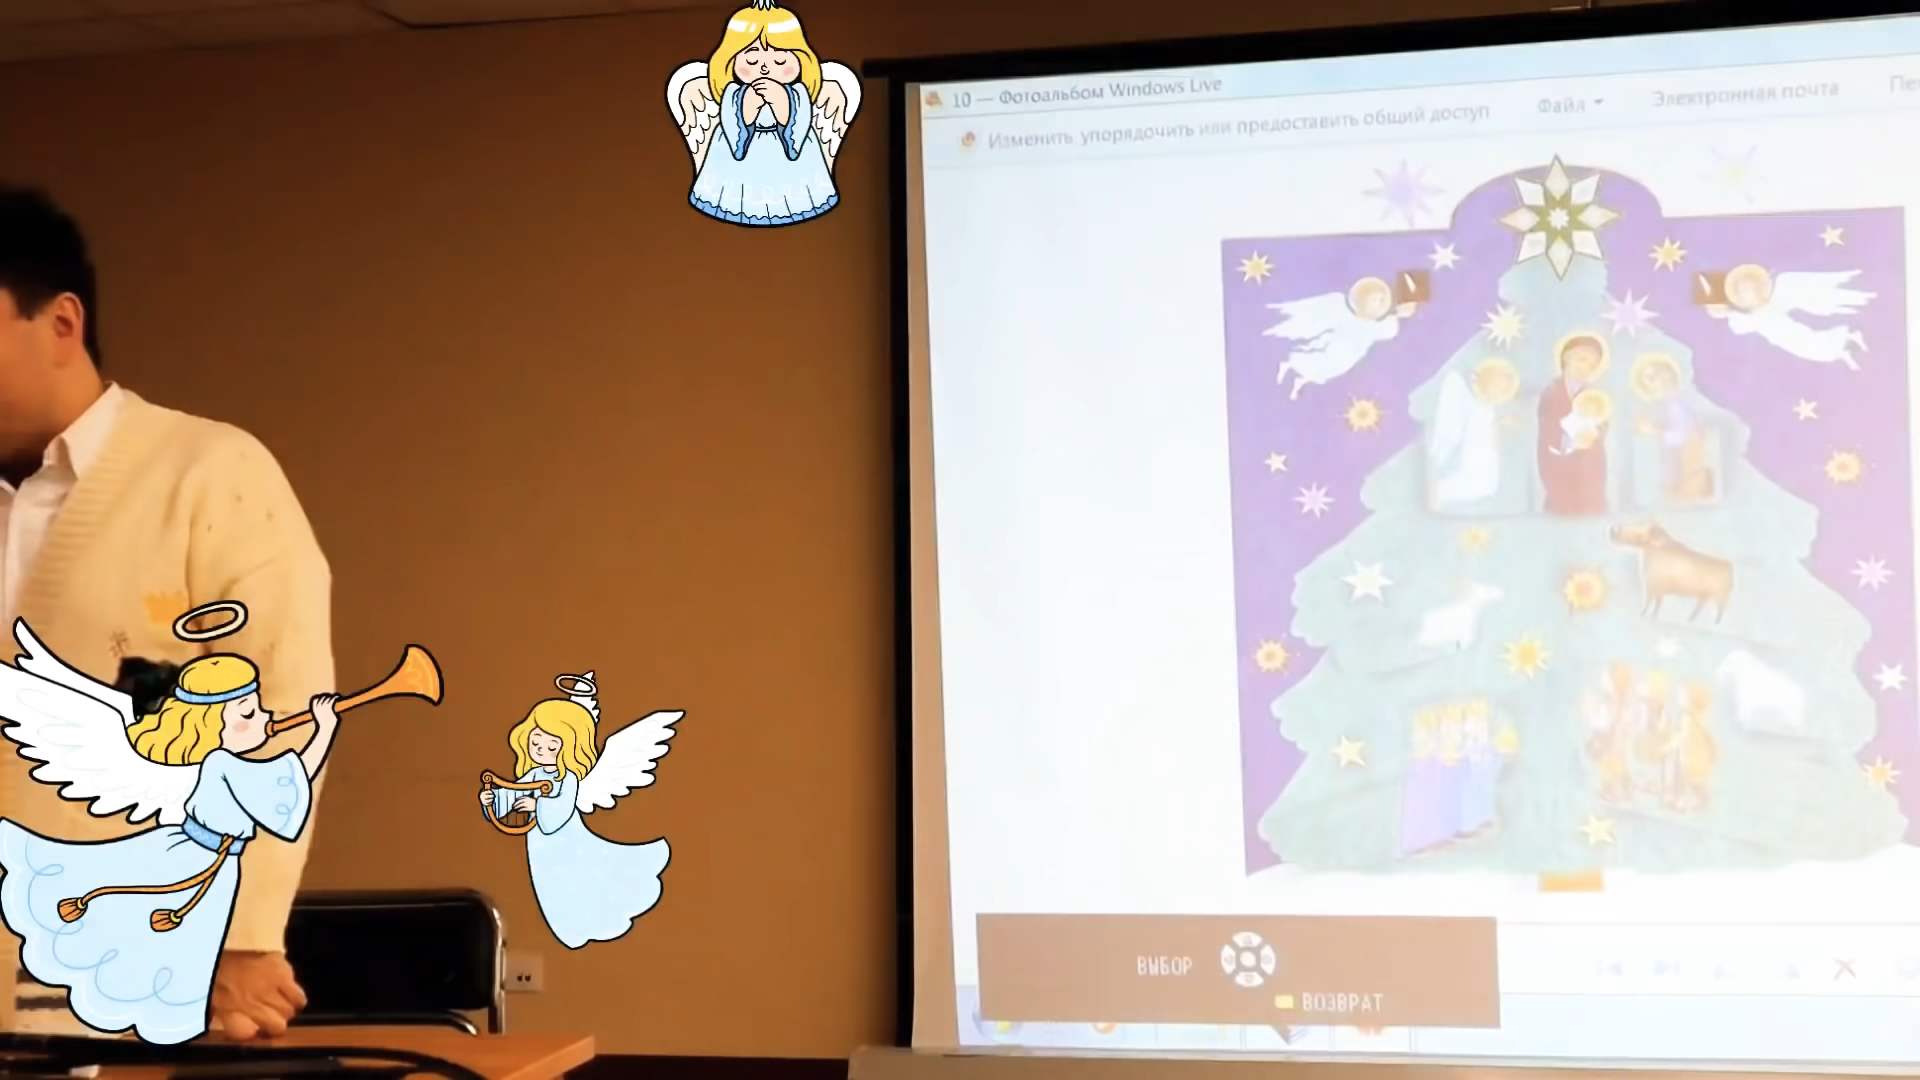 10 — Фотоальбом Windows Live
Изменить, упорядочить или предоставить общий доступ
Файл
Электронная почта
ВЫБОР
ВОЗВРАТ